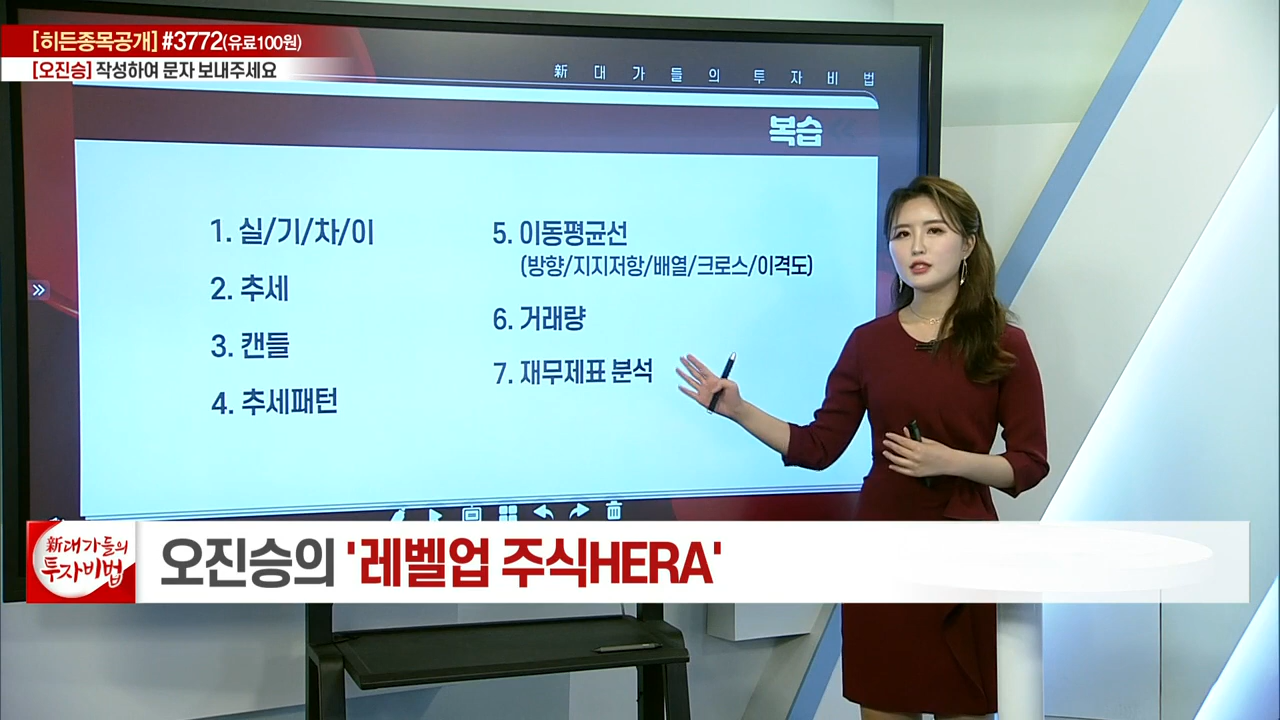 [히든종목공개] #3772(유료100원)
[오진승] 작성하여 문자 보내주세요
新 대 가 들 의 투 자 비 법
복습
1. 실/기/차/이
2. 추세
3. 캔들
4. 추세패턴
5. 이동평균선
(방향/지지저항/배열/크로스/이격도)
6. 거래량
7. 재무제표 분석
新대가들의
투자비법
오진승의 '레벨업 주식HERA'